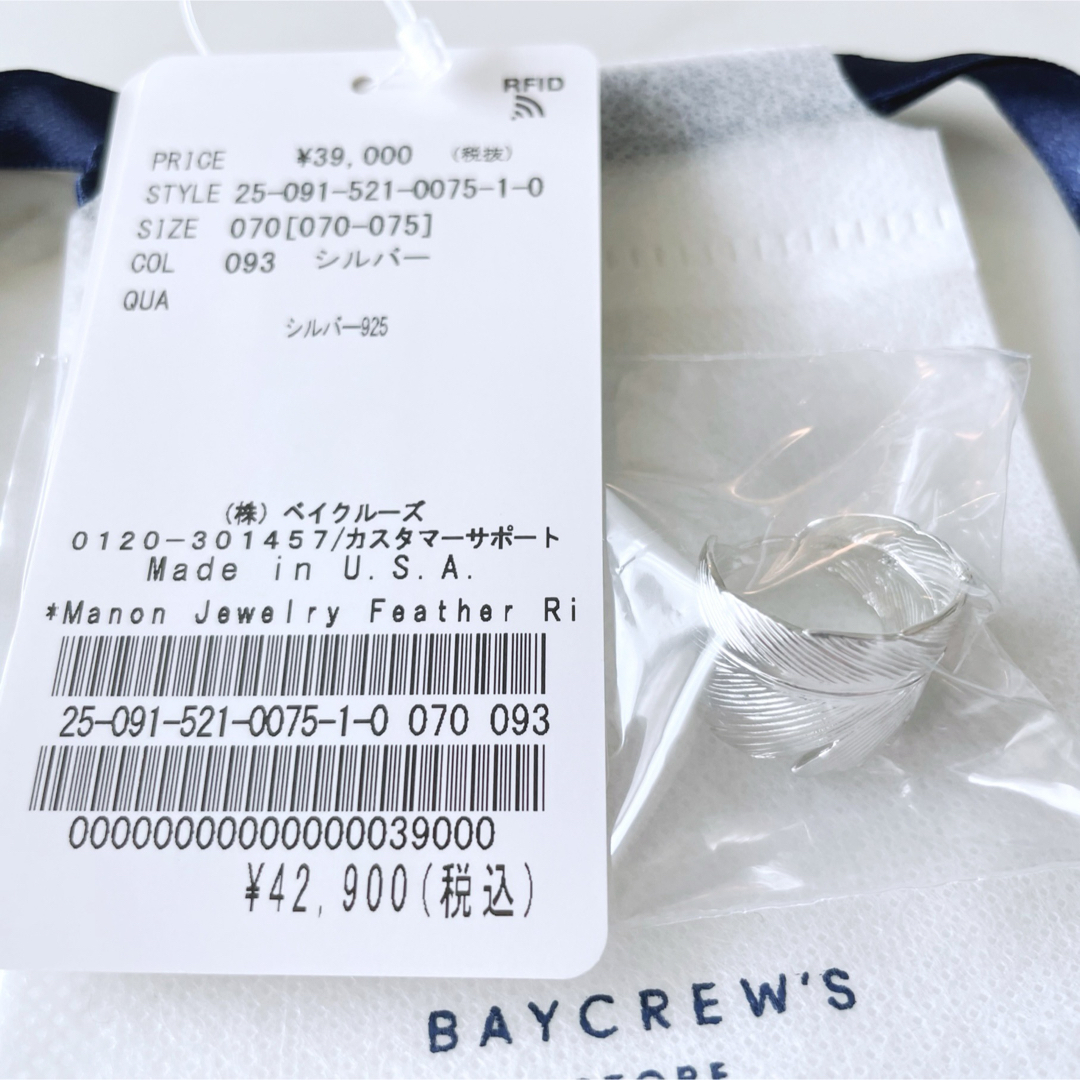 RFID
PRICE ¥39,000 (税抜)
STYLE 25-091-521-0075-1-0
SIZE 070[070-075]
COL 093 シルバー
QUA
シルバー925
(株) ベイクルーズ
0120-301457/カスタマーサポート
Made in U.S.A.
*Manon Jewelry Feather Ri
25-091-521-0075-1-0 070 093
000000000000000039000
¥42,900(税込)
BAYCREW'S
STORE